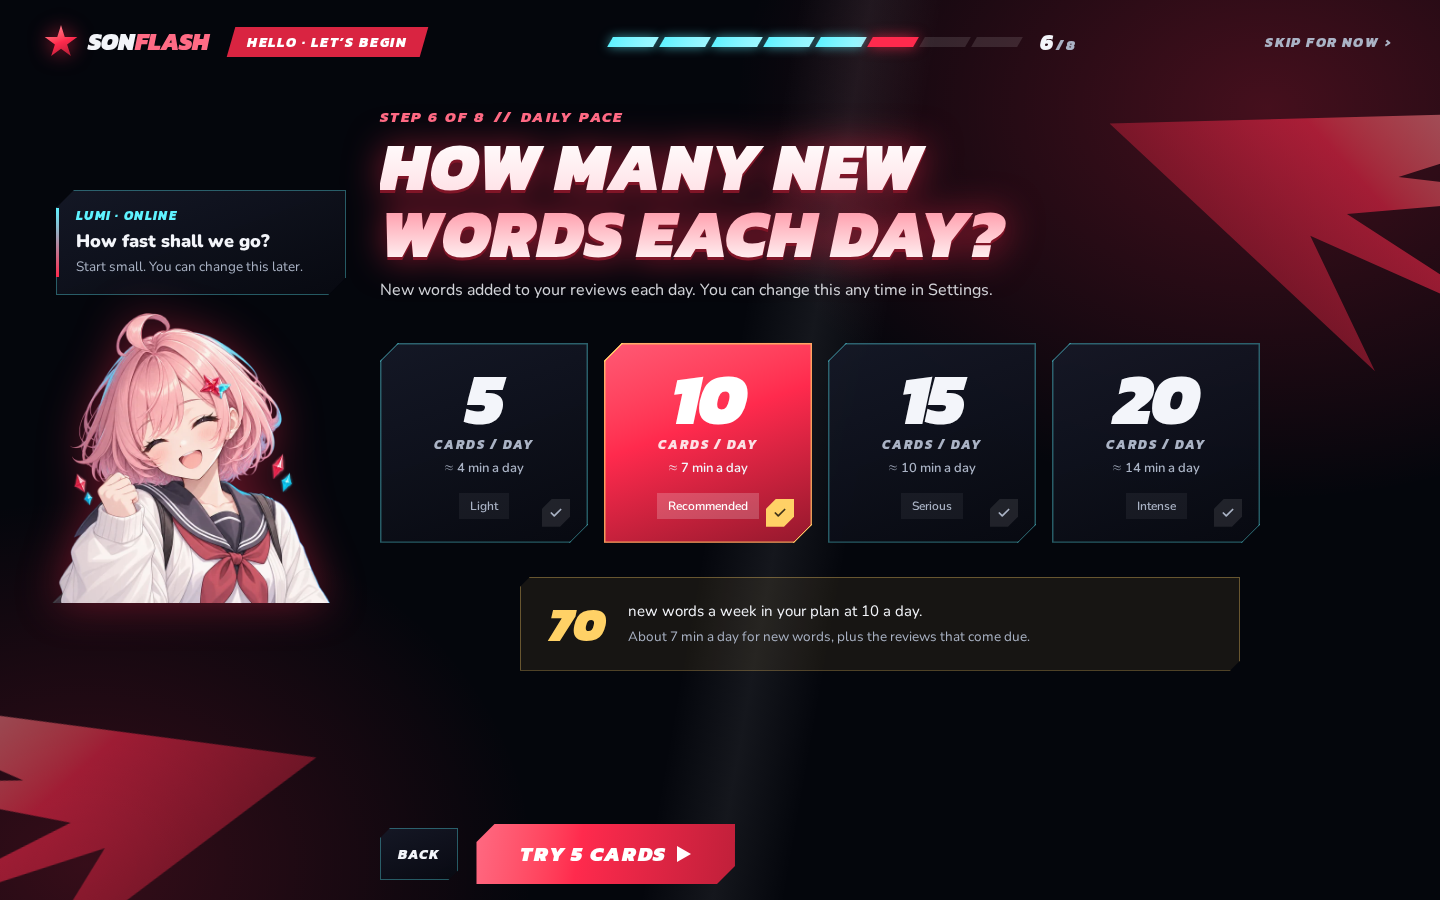 SONFLASH
HELLO · LET'S BEGIN
6 / 8
SKIP FOR NOW >
STEP 6 OF 8 // DAILY PACE
HOW MANY NEW
WORDS EACH DAY?
New words added to your reviews each day. You can change this any time in Settings.
LUMI · ONLINE
How fast shall we go?
Start small. You can change this later.
5
CARDS / DAY
≈ 4 min a day
Light
10
CARDS / DAY
≈ 7 min a day
Recommended
15
CARDS / DAY
≈ 10 min a day
Serious
20
CARDS / DAY
≈ 14 min a day
Intense
70
new words a week in your plan at 10 a day.
About 7 min a day for new words, plus the reviews that come due.
BACK
TRY 5 CARDS ▶